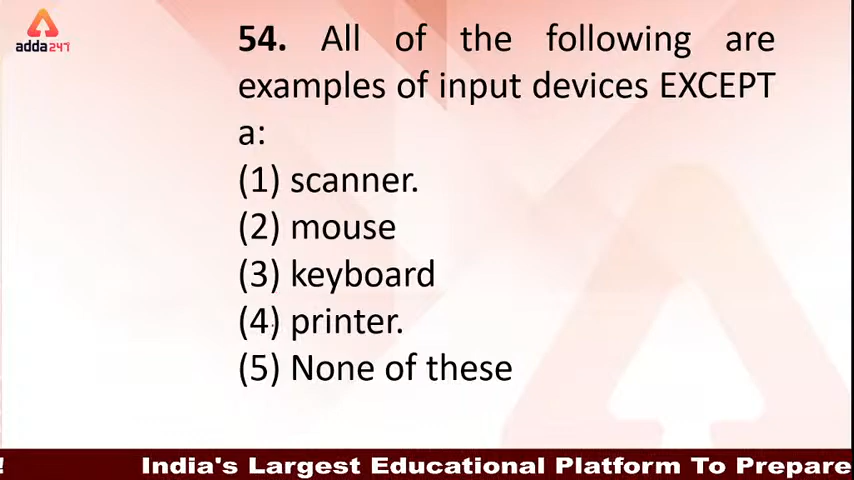 adda247
54. All of the following are
examples of input devices EXCEPT
a:
(1) scanner.
(2) mouse
(3) keyboard
(4) printer.
(5) None of these
! India's Largest Educational Platform To Prepare